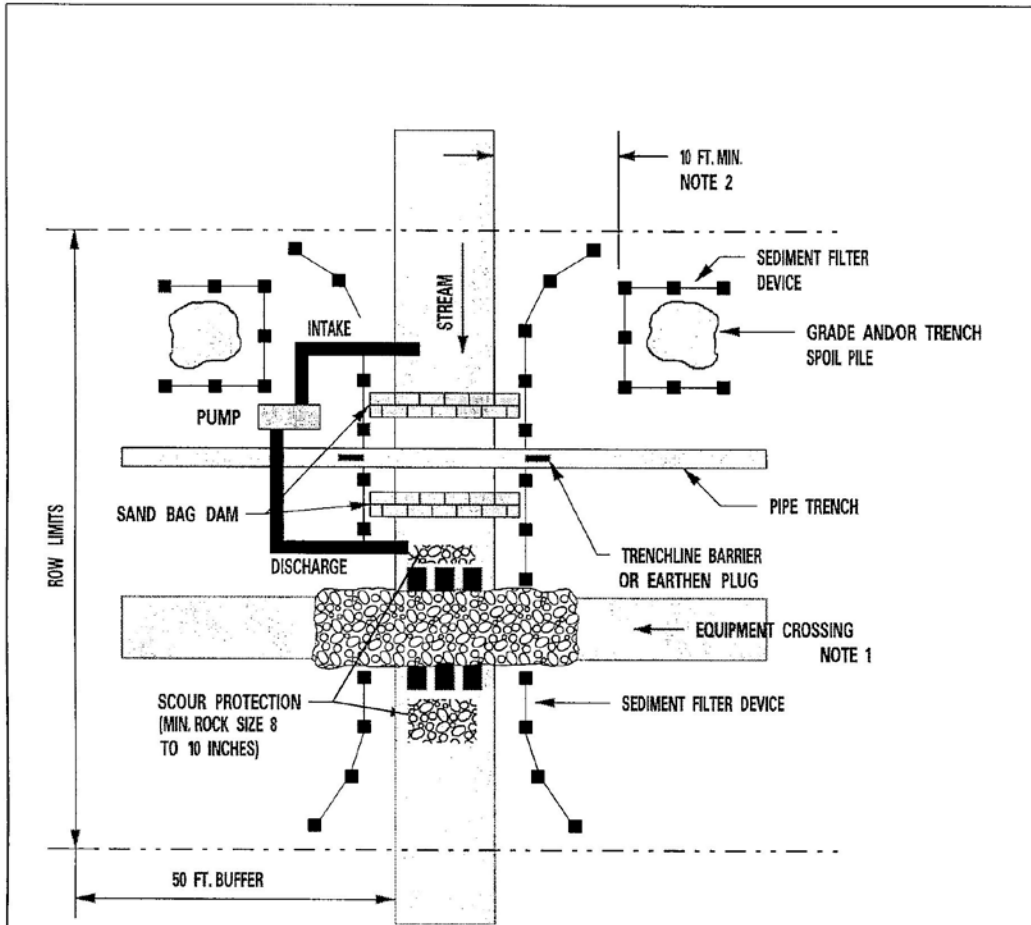 10 FT. MIN.
NOTE 2
SEDIMENT FILTER
DEVICE
STREAM
INTAKE
GRADE AND/OR TRENCH
SPOIL PILE
PUMP
ROW LIMITS
PIPE TRENCH
SAND BAG DAM
TRENCHLINE BARRIER
OR EARTHEN PLUG
DISCHARGE
EQUIPMENT CROSSING
NOTE 1
SCOUR PROTECTION
(MIN. ROCK SIZE 8
TO 10 INCHES)
SEDIMENT FILTER DEVICE
50 FT. BUFFER